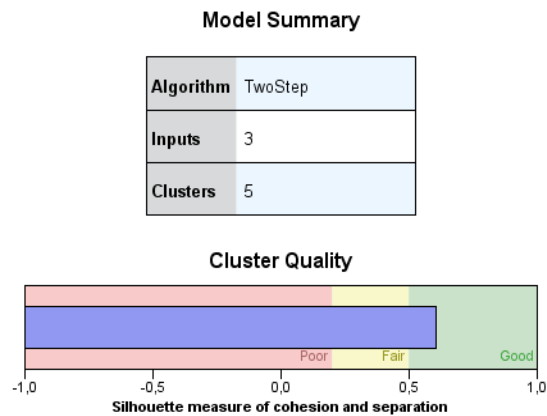 Model Summary
Algorithm TwoStep
Inputs 3
Clusters 5
Cluster Quality
Poor Fair Good
-1,0 -0,5 0,0 0,5 1,0
Silhouette measure of cohesion and separation